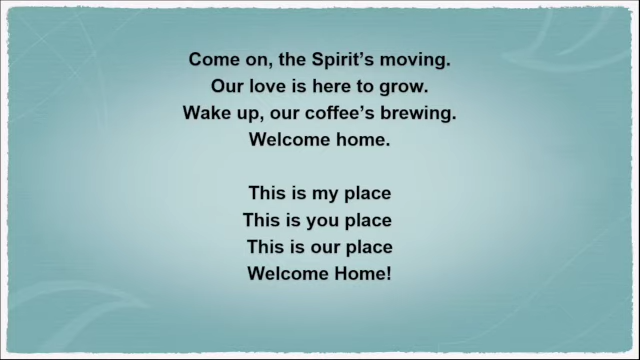 Come on, the Spirit’s moving.
Our love is here to grow.
Wake up, our coffee’s brewing.
Welcome home.
This is my place
This is you place
This is our place
Welcome Home!